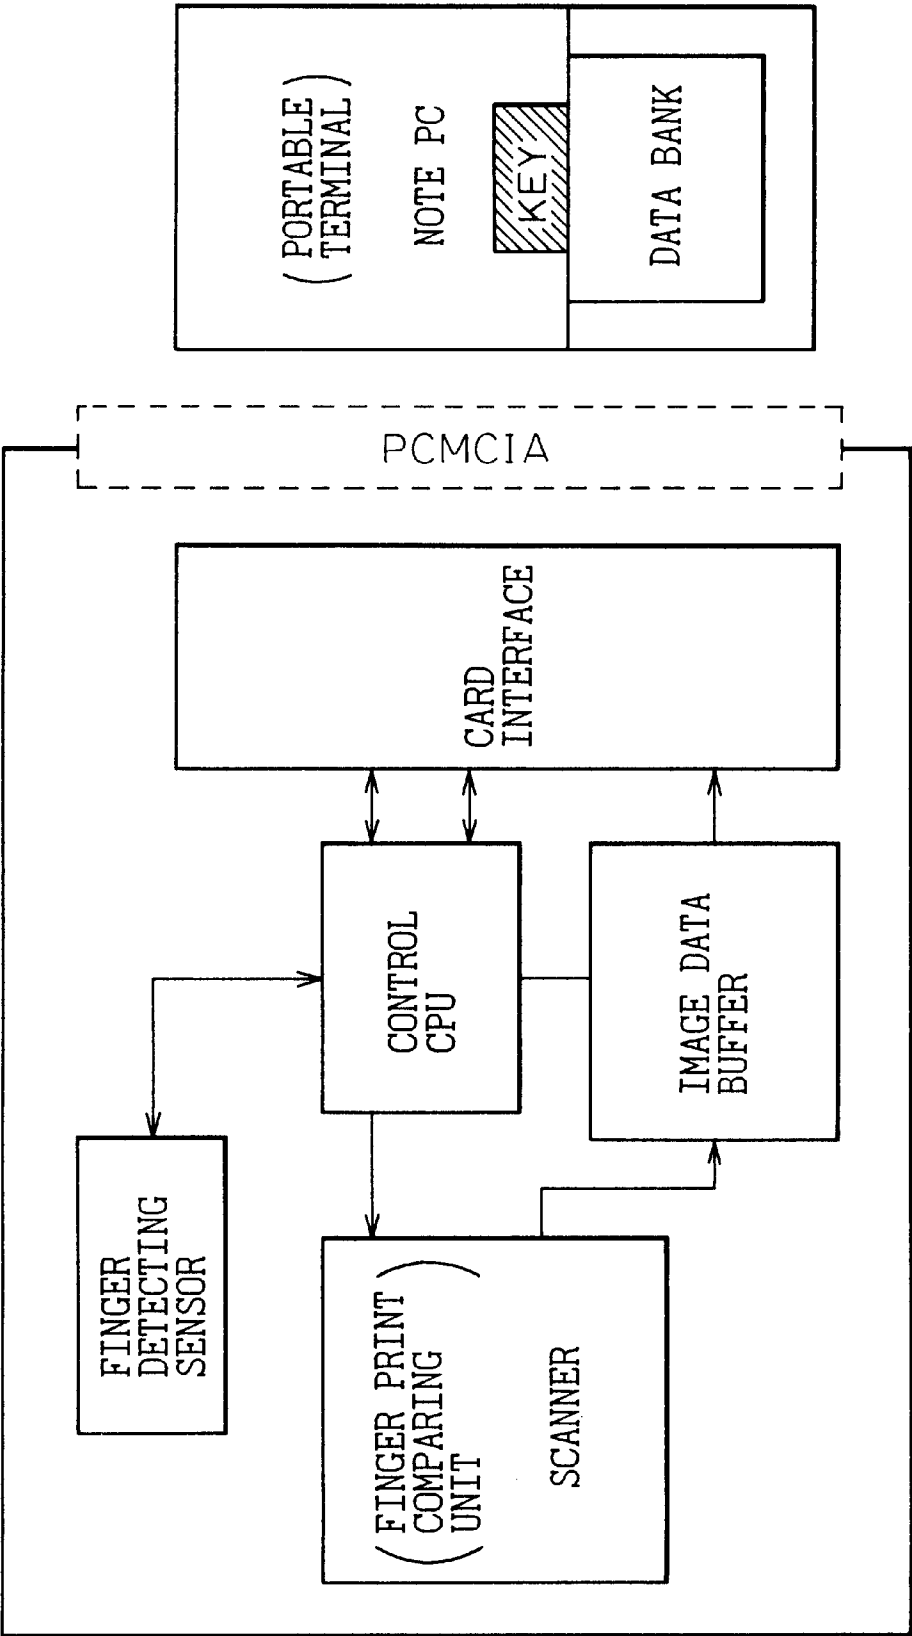 FINGER
DETECTING
SENSOR
(FINGER PRINT
COMPARING
UNIT)
SCANNER
CONTROL
CPU
IMAGE DATA
BUFFER
CARD
INTERFACE
PCMCIA
(PORTABLE
TERMINAL)
NOTE PC
KEY
DATA BANK